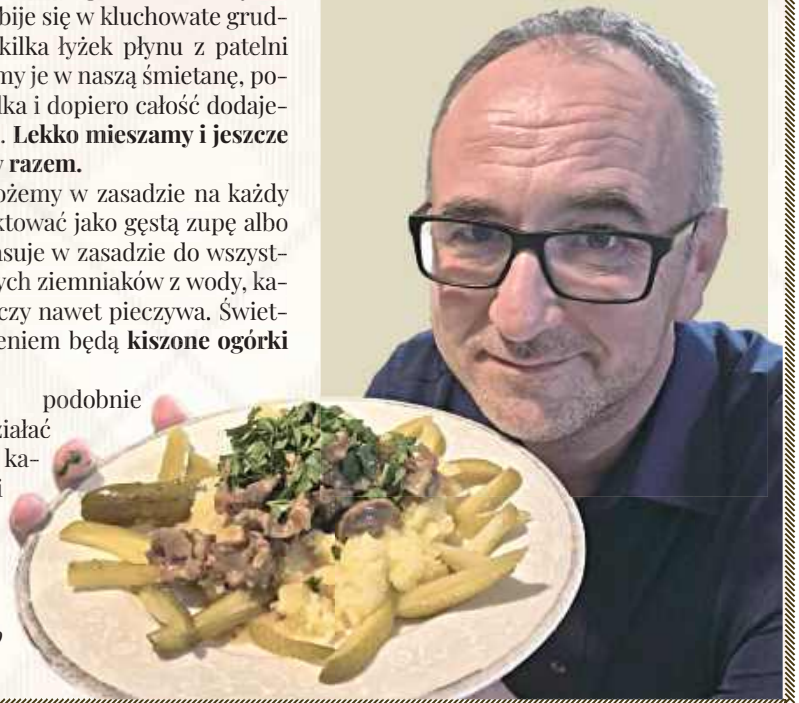 bije się w kluchowate grud-
kilka łyżek płynu z patelni
my je w naszą śmietanę, po-
lka i dopiero całość dodaje-
. Lekko mieszamy i jeszcze
razem.
ożemy w zasadzie na każdy
ktować jako gęstą zupę albo
suje w zasadzie do wszyst-
ych ziemniaków z wody, ka-
czy nawet pieczywa. Świet-
eniem będą kiszone ogórki
podobnie
ziałać
ka-
i